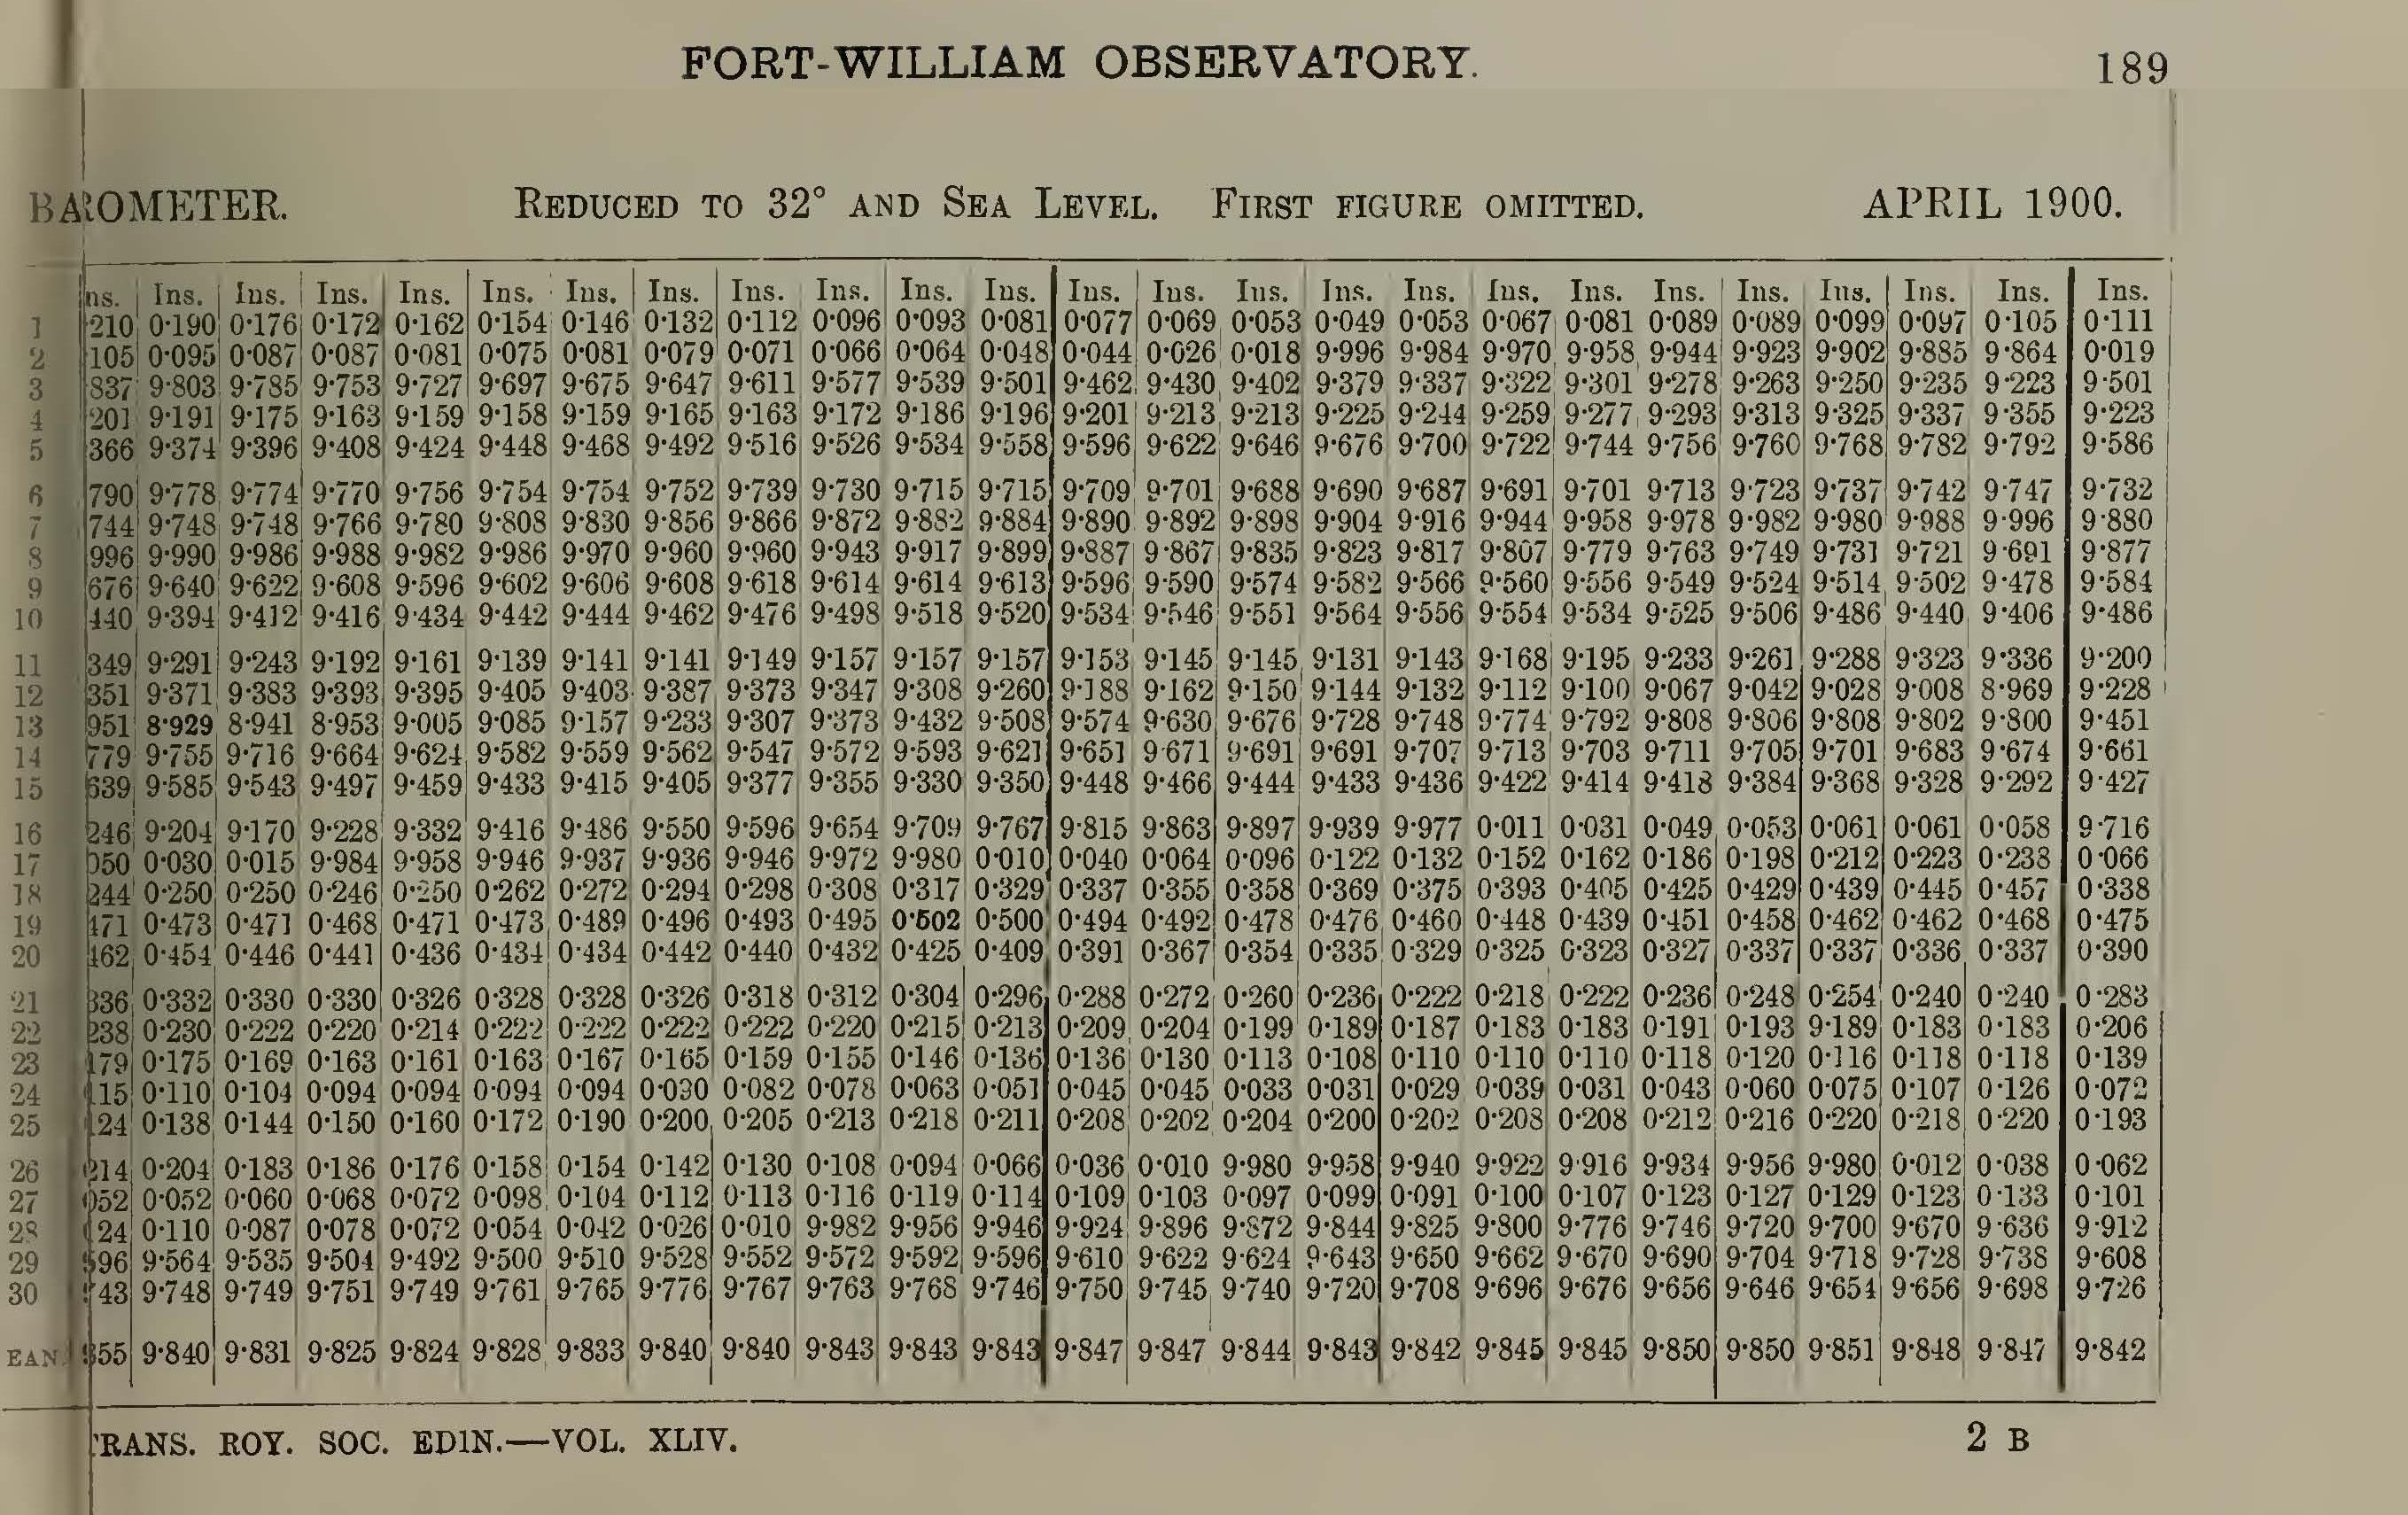 FORT-WILLIAM OBSERVATORY. 189
BAROMETER. REDUCED TO 32° AND SEA LEVEL. FIRST FIGURE OMITTED. APRIL 1900.
ns. Ins. Ins. Ins. Ins. Ins. Ins. Ins. Ins. Ins. Ins. Ins. Ins. Ins. Ins. Ins. Ins. Ins. Ins. Ins. Ins. Ins. Ins. Ins. Ins.
1 210 0·190 0·176 0·172 0·162 0·154 0·146 0·132 0·112 0·096 0·093 0·081 0·077 0·069 0·053 0·049 0·053 0·067 0·081 0·089 0·089 0·099 0·097 0·105 0·111
2 105 0·095 0·087 0·087 0·081 0·075 0·081 0·079 0·071 0·066 0·064 0·048 0·044 0·026 0·018 9·996 9·984 9·970 9·958 9·944 9·923 9·902 9·885 9·864 0·019
3 837 9·803 9·785 9·753 9·727 9·697 9·675 9·647 9·611 9·577 9·539 9·501 9·462 9·430 9·402 9·379 9·337 9·322 9·301 9·278 9·263 9·250 9·235 9·223 9·501
4 201 9·191 9·175 9·163 9·159 9·158 9·159 9·165 9·163 9·172 9·186 9·196 9·201 9·213 9·213 9·225 9·244 9·259 9·277 9·293 9·313 9·325 9·337 9·355 9·223
5 366 9·374 9·396 9·408 9·424 9·448 9·468 9·492 9·516 9·526 9·534 9·558 9·596 9·622 9·646 9·676 9·700 9·722 9·744 9·756 9·760 9·768 9·782 9·792 9·586
6 790 9·778 9·774 9·770 9·756 9·754 9·754 9·752 9·739 9·730 9·715 9·715 9·709 9·701 9·688 9·690 9·687 9·691 9·701 9·713 9·723 9·737 9·742 9·747 9·732
7 744 9·748 9·748 9·766 9·780 9·808 9·830 9·856 9·866 9·872 9·882 9·884 9·890 9·892 9·898 9·904 9·916 9·944 9·958 9·978 9·982 9·980 9·988 9·996 9·880
8 996 9·990 9·986 9·988 9·982 9·986 9·970 9·960 9·960 9·943 9·917 9·899 9·887 9·867 9·835 9·823 9·817 9·807 9·779 9·763 9·749 9·731 9·721 9·691 9·877
9 676 9·640 9·622 9·608 9·596 9·602 9·606 9·608 9·618 9·614 9·614 9·613 9·596 9·590 9·574 9·582 9·566 9·560 9·556 9·549 9·524 9·514 9·502 9·478 9·584
10 440 9·394 9·412 9·416 9·434 9·442 9·444 9·462 9·476 9·498 9·518 9·520 9·534 9·546 9·551 9·564 9·556 9·554 9·534 9·525 9·506 9·486 9·440 9·406 9·486
11 349 9·291 9·243 9·192 9·161 9·139 9·141 9·141 9·149 9·157 9·157 9·157 9·153 9·145 9·145 9·131 9·143 9·168 9·195 9·233 9·261 9·288 9·323 9·336 9·200
12 351 9·371 9·383 9·393 9·395 9·405 9·403 9·387 9·373 9·347 9·308 9·260 9·188 9·162 9·150 9·144 9·132 9·112 9·100 9·067 9·042 9·028 9·008 8·969 9·228
13 951 8·929 8·941 8·953 9·005 9·085 9·157 9·233 9·307 9·373 9·432 9·508 9·574 9·630 9·676 9·728 9·748 9·774 9·792 9·808 9·806 9·808 9·802 9·800 9·451
14 779 9·755 9·716 9·664 9·624 9·582 9·559 9·562 9·547 9·572 9·593 9·621 9·651 9·671 9·691 9·691 9·707 9·713 9·703 9·711 9·705 9·701 9·683 9·674 9·661
15 639 9·585 9·543 9·497 9·459 9·433 9·415 9·405 9·377 9·355 9·330 9·350 9·448 9·466 9·444 9·433 9·436 9·422 9·414 9·418 9·384 9·368 9·328 9·292 9·427
16 246 9·204 9·170 9·228 9·332 9·416 9·486 9·550 9·596 9·654 9·709 9·767 9·815 9·863 9·897 9·939 9·977 0·011 0·031 0·049 0·053 0·061 0·061 0·058 9·716
17 050 0·030 0·015 9·984 9·958 9·946 9·937 9·936 9·946 9·972 9·980 0·010 0·040 0·064 0·096 0·122 0·132 0·152 0·162 0·186 0·198 0·212 0·223 0·238 0·066
18 244 0·250 0·250 0·246 0·250 0·262 0·272 0·294 0·298 0·308 0·317 0·329 0·337 0·355 0·358 0·369 0·375 0·393 0·405 0·425 0·429 0·439 0·445 0·457 0·338
19 471 0·473 0·471 0·468 0·471 0·473 0·489 0·496 0·493 0·495 0·502 0·500 0·494 0·492 0·478 0·476 0·460 0·448 0·439 0·451 0·458 0·462 0·462 0·468 0·475
20 462 0·454 0·446 0·441 0·436 0·434 0·434 0·442 0·440 0·432 0·425 0·409 0·391 0·367 0·354 0·335 0·329 0·325 0·323 0·327 0·337 0·337 0·336 0·337 0·390
21 336 0·332 0·330 0·330 0·326 0·328 0·328 0·326 0·318 0·312 0·304 0·296 0·288 0·272 0·260 0·236 0·222 0·218 0·222 0·236 0·248 0·254 0·240 0·240 0·283
22 238 0·230 0·222 0·220 0·214 0·222 0·222 0·222 0·222 0·220 0·215 0·213 0·209 0·204 0·199 0·189 0·187 0·183 0·183 0·191 0·193 9·189 0·183 0·183 0·206
23 179 0·175 0·169 0·163 0·161 0·163 0·167 0·165 0·159 0·155 0·146 0·136 0·136 0·130 0·113 0·108 0·110 0·110 0·110 0·118 0·120 0·116 0·118 0·118 0·139
24 115 0·110 0·104 0·094 0·094 0·094 0·094 0·090 0·082 0·078 0·063 0·051 0·045 0·045 0·033 0·031 0·029 0·039 0·031 0·043 0·060 0·075 0·107 0·126 0·072
25 124 0·138 0·144 0·150 0·160 0·172 0·190 0·200 0·205 0·213 0·218 0·211 0·208 0·202 0·204 0·200 0·202 0·208 0·208 0·212 0·216 0·220 0·218 0·220 0·193
26 214 0·204 0·183 0·186 0·176 0·158 0·154 0·142 0·130 0·108 0·094 0·066 0·036 0·010 9·980 9·958 9·940 9·922 9·916 9·934 9·956 9·980 0·012 0·038 0·062
27 052 0·052 0·060 0·068 0·072 0·098 0·104 0·112 0·113 0·116 0·119 0·114 0·109 0·103 0·097 0·099 0·091 0·100 0·107 0·123 0·127 0·129 0·123 0·133 0·101
28 124 0·110 0·087 0·078 0·072 0·054 0·042 0·026 0·010 9·982 9·956 9·946 9·924 9·896 9·872 9·844 9·825 9·800 9·776 9·746 9·720 9·700 9·670 9·636 9·912
29 596 9·564 9·535 9·504 9·492 9·500 9·510 9·528 9·552 9·572 9·592 9·596 9·610 9·622 9·624 9·643 9·650 9·662 9·670 9·690 9·704 9·718 9·728 9·738 9·608
30 743 9·748 9·749 9·751 9·749 9·761 9·765 9·776 9·767 9·763 9·768 9·746 9·750 9·745 9·740 9·720 9·708 9·696 9·676 9·656 9·646 9·654 9·656 9·698 9·726
EAN. 855 9·840 9·831 9·825 9·824 9·828 9·833 9·840 9·840 9·843 9·843 9·843 9·847 9·847 9·844 9·843 9·842 9·845 9·845 9·850 9·850 9·851 9·848 9·847 9·842
TRANS. ROY. SOC. EDIN.—VOL. XLIV. 2 B